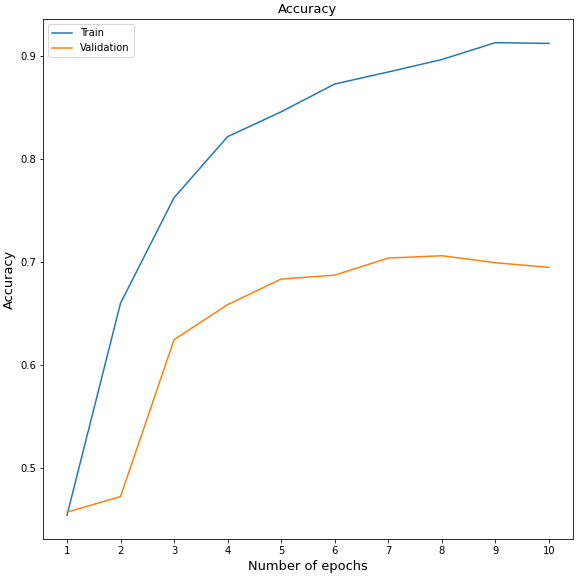 Accuracy
Train
Validation
0.9
0.8
0.7
0.6
0.5
Accuracy
1 2 3 4 5 6 7 8 9 10
Number of epochs